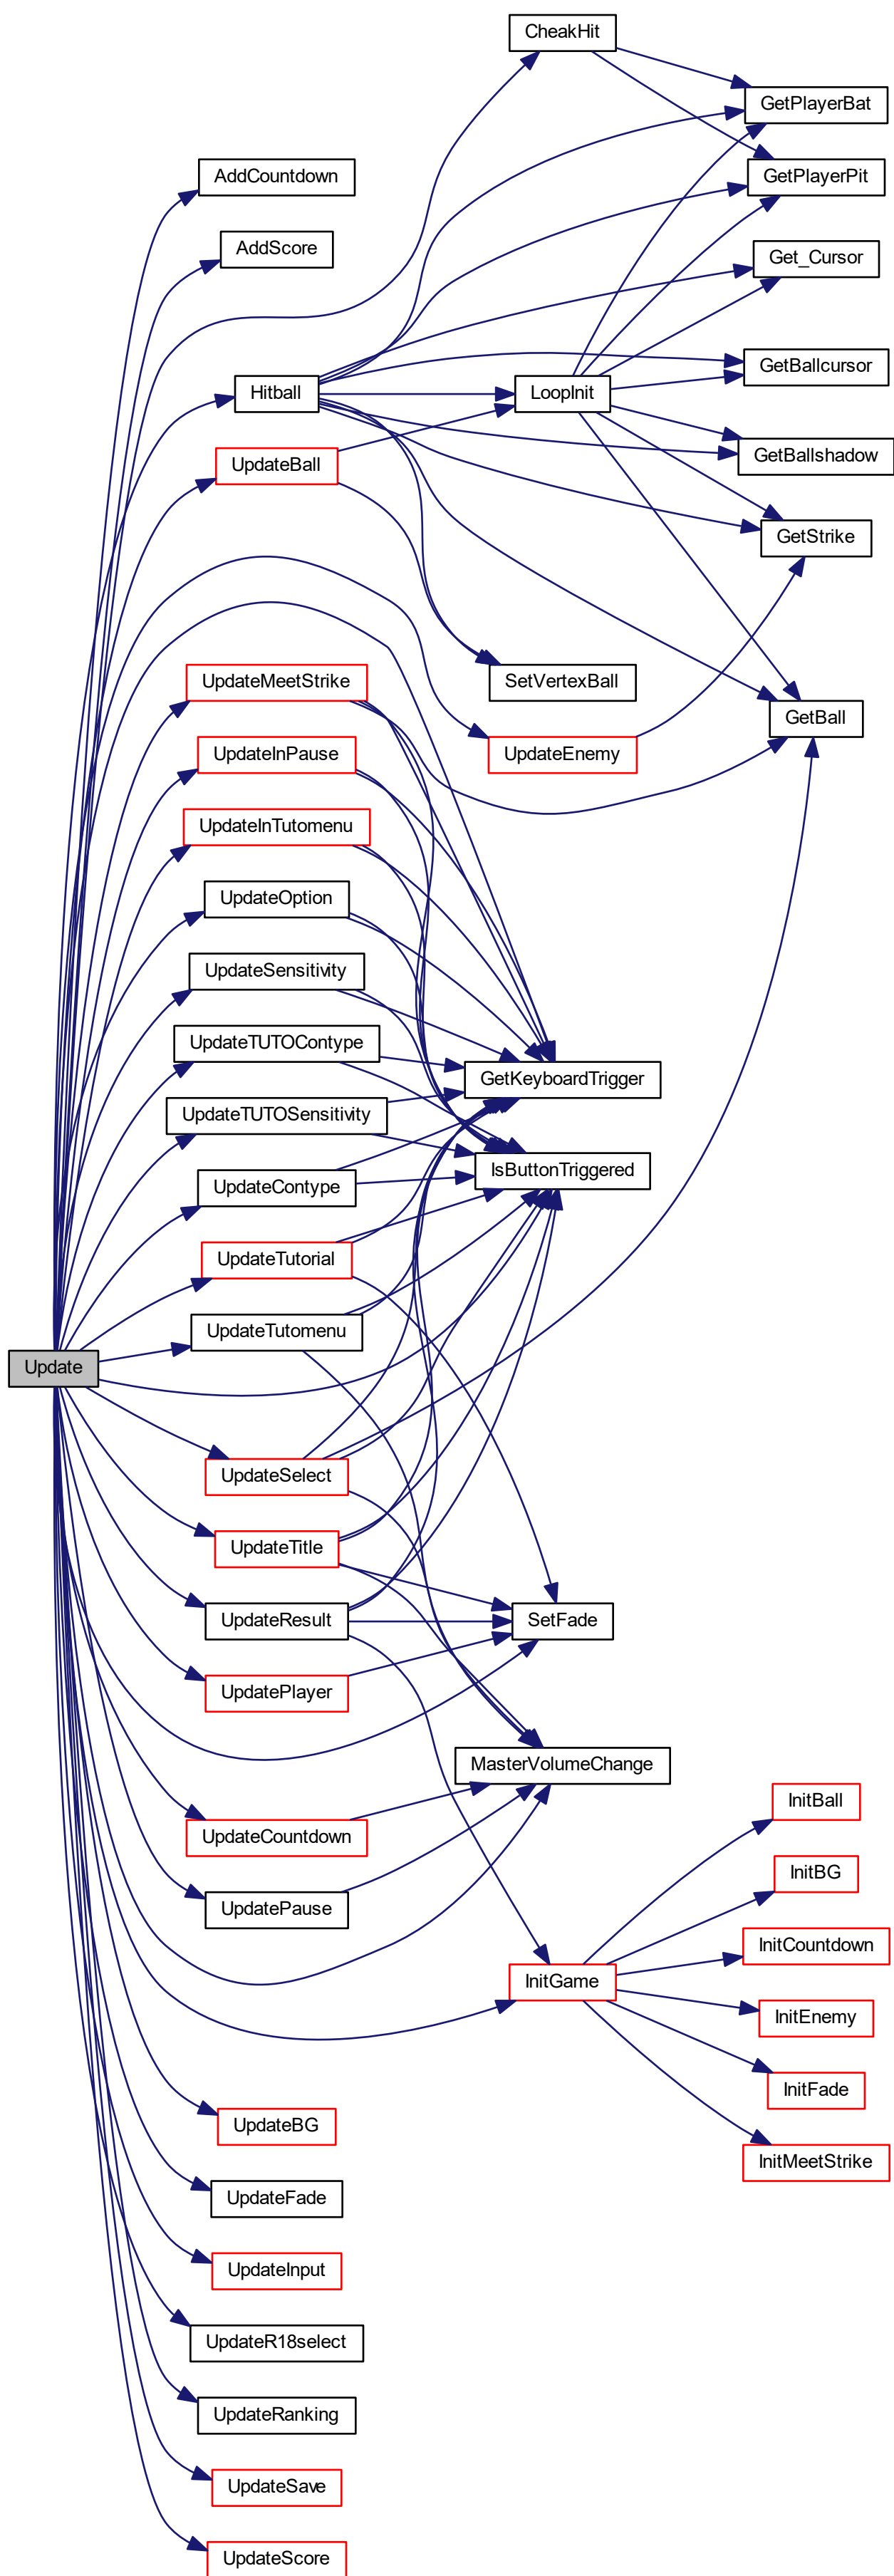 CheakHit
GetPlayerBat
AddCountdown
GetPlayerPit
AddScore
Get_Cursor
GetBallcursor
Hitball
LoopInit
UpdateBall
GetBallshadow
GetStrike
UpdateMeetStrike
SetVertexBall
GetBall
UpdateInPause
UpdateEnemy
UpdateInTutomenu
UpdateOption
UpdateSensitivity
UpdateTUTOContype
GetKeyboardTrigger
UpdateTUTOSensitivity
IsButtonTriggered
UpdateContype
UpdateTutorial
UpdateTutomenu
Update
UpdateSelect
UpdateTitle
UpdateResult
SetFade
UpdatePlayer
MasterVolumeChange
InitBall
UpdateCountdown
InitBG
UpdatePause
InitCountdown
InitGame
InitEnemy
InitFade
UpdateBG
InitMeetStrike
UpdateFade
UpdateInput
UpdateR18select
UpdateRanking
UpdateSave
UpdateScore